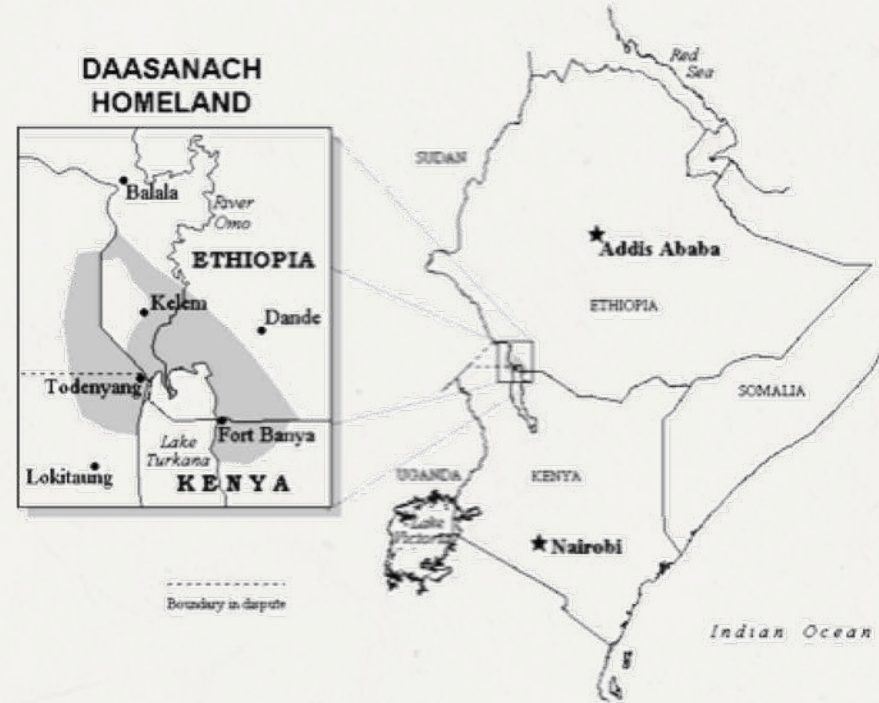 DAASANACH
HOMELAND
Balala
River
Omo
ETHIOPIA
Kelem
Dande
Todenyang
Fort Banya
Lake
Turkana
Lokitaung
KENYA
Boundary in dispute
Red
Sea
SUDAN
Addis Ababa
ETHIOPIA
SOMALIA
UGANDA
KENYA
Lake
Victoria
Nairobi
Indian Ocean